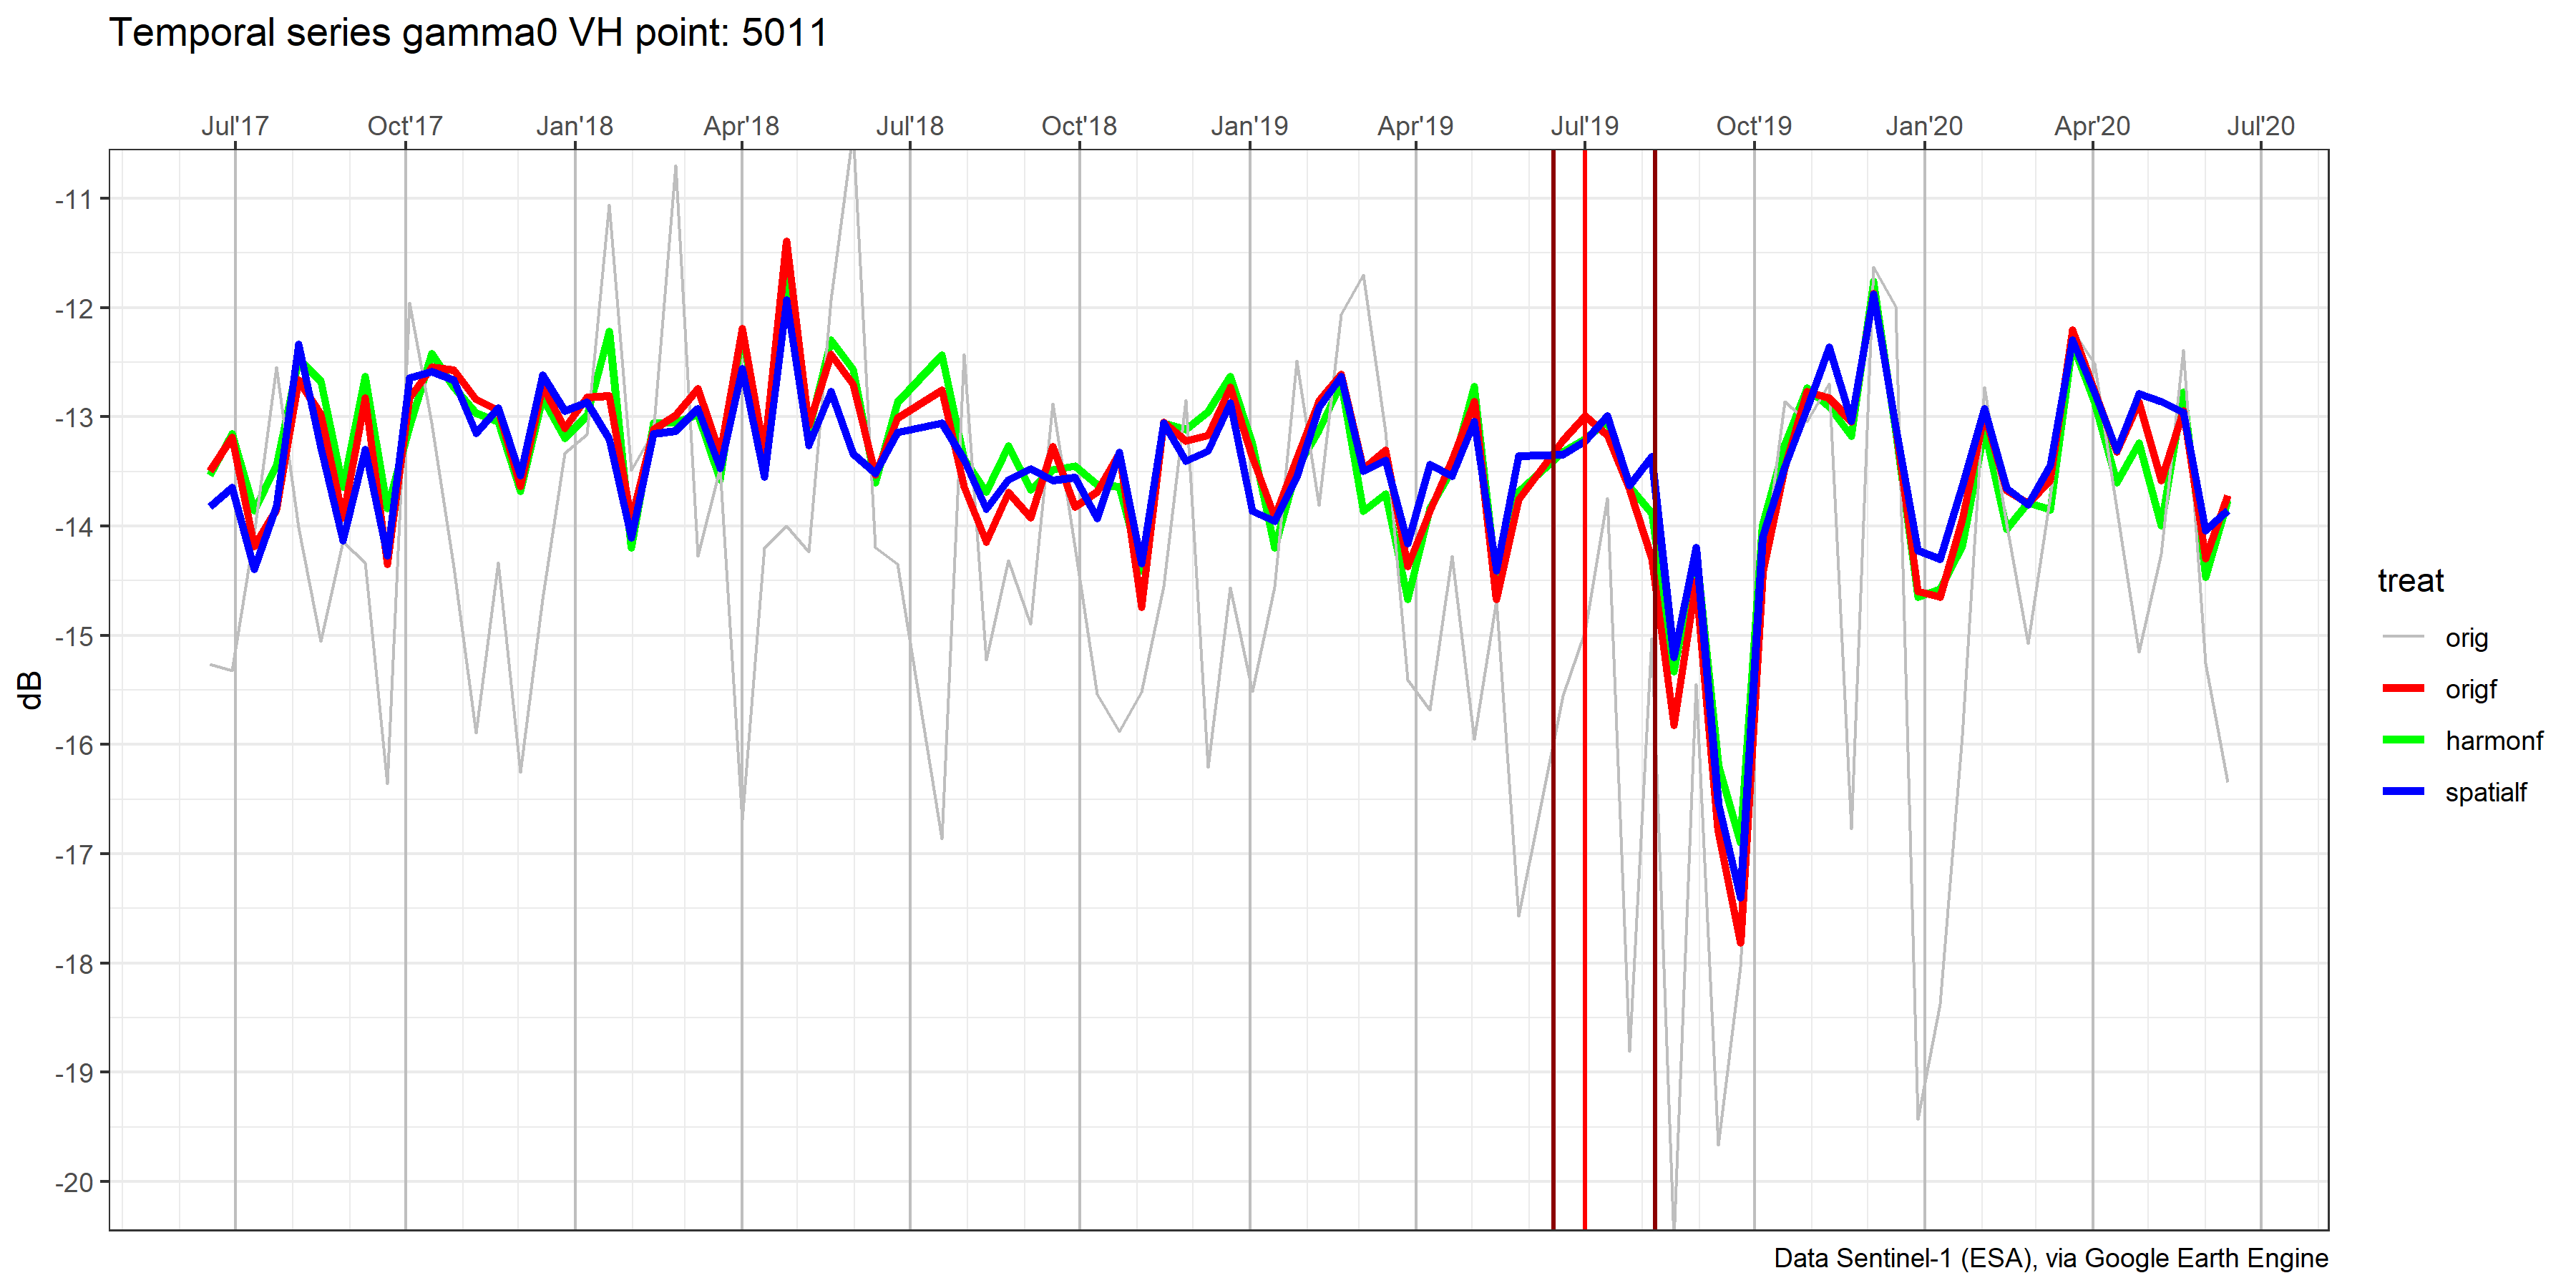 Temporal series gamma0 VH point: 5011
Jul'17 Oct'17 Jan'18 Apr'18 Jul'18 Oct'18 Jan'19 Apr'19 Jul'19 Oct'19 Jan'20 Apr'20 Jul'20
-11
-12
-13
-14
-15
-16
-17
-18
-19
-20
dB
treat
orig
origf
harmonf
spatialf
Data Sentinel-1 (ESA), via Google Earth Engine